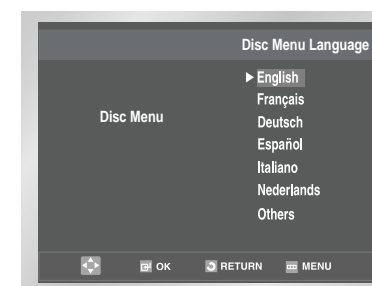 Disc Menu Language
English
Français
Disc Menu
Deutsch
Español
Italiano
Nederlands
Others
OK RETURN MENU